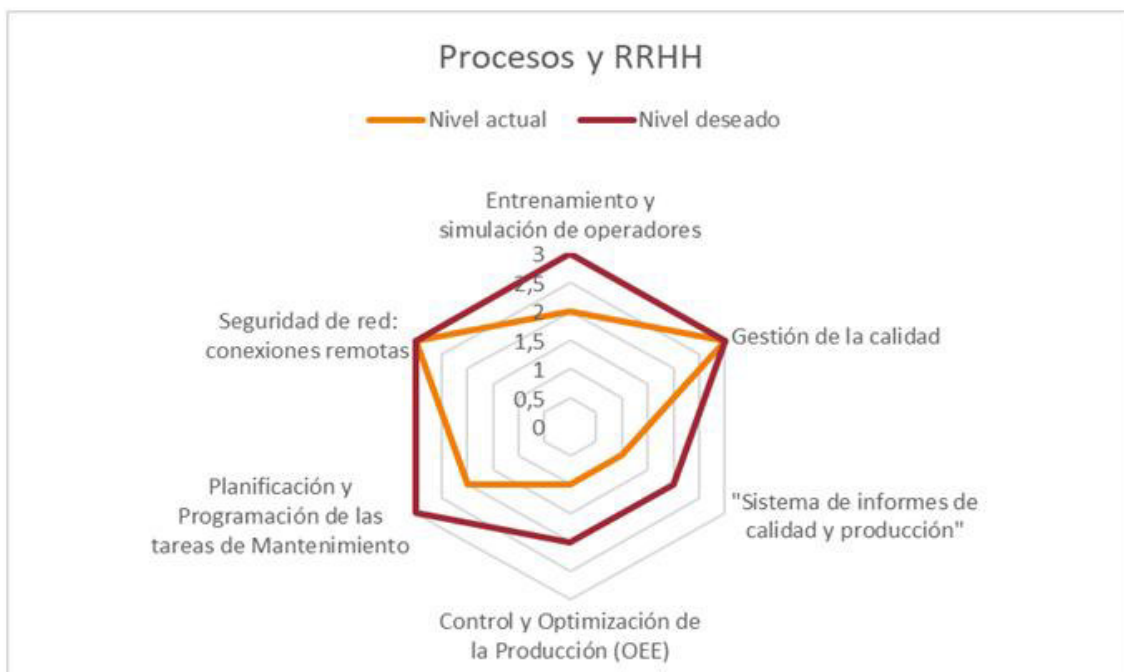 Procesos y RRHH
Nivel actual
Nivel deseado
Entrenamiento y
simulación de operadores
3
2,5
2
1,5
1
0,5
0
Seguridad de red:
conexiones remotas
Gestión de la calidad
Planificación y
Programación de las
tareas de Mantenimiento
"Sistema de informes de
calidad y producción"
Control y Optimización de
la Producción (OEE)